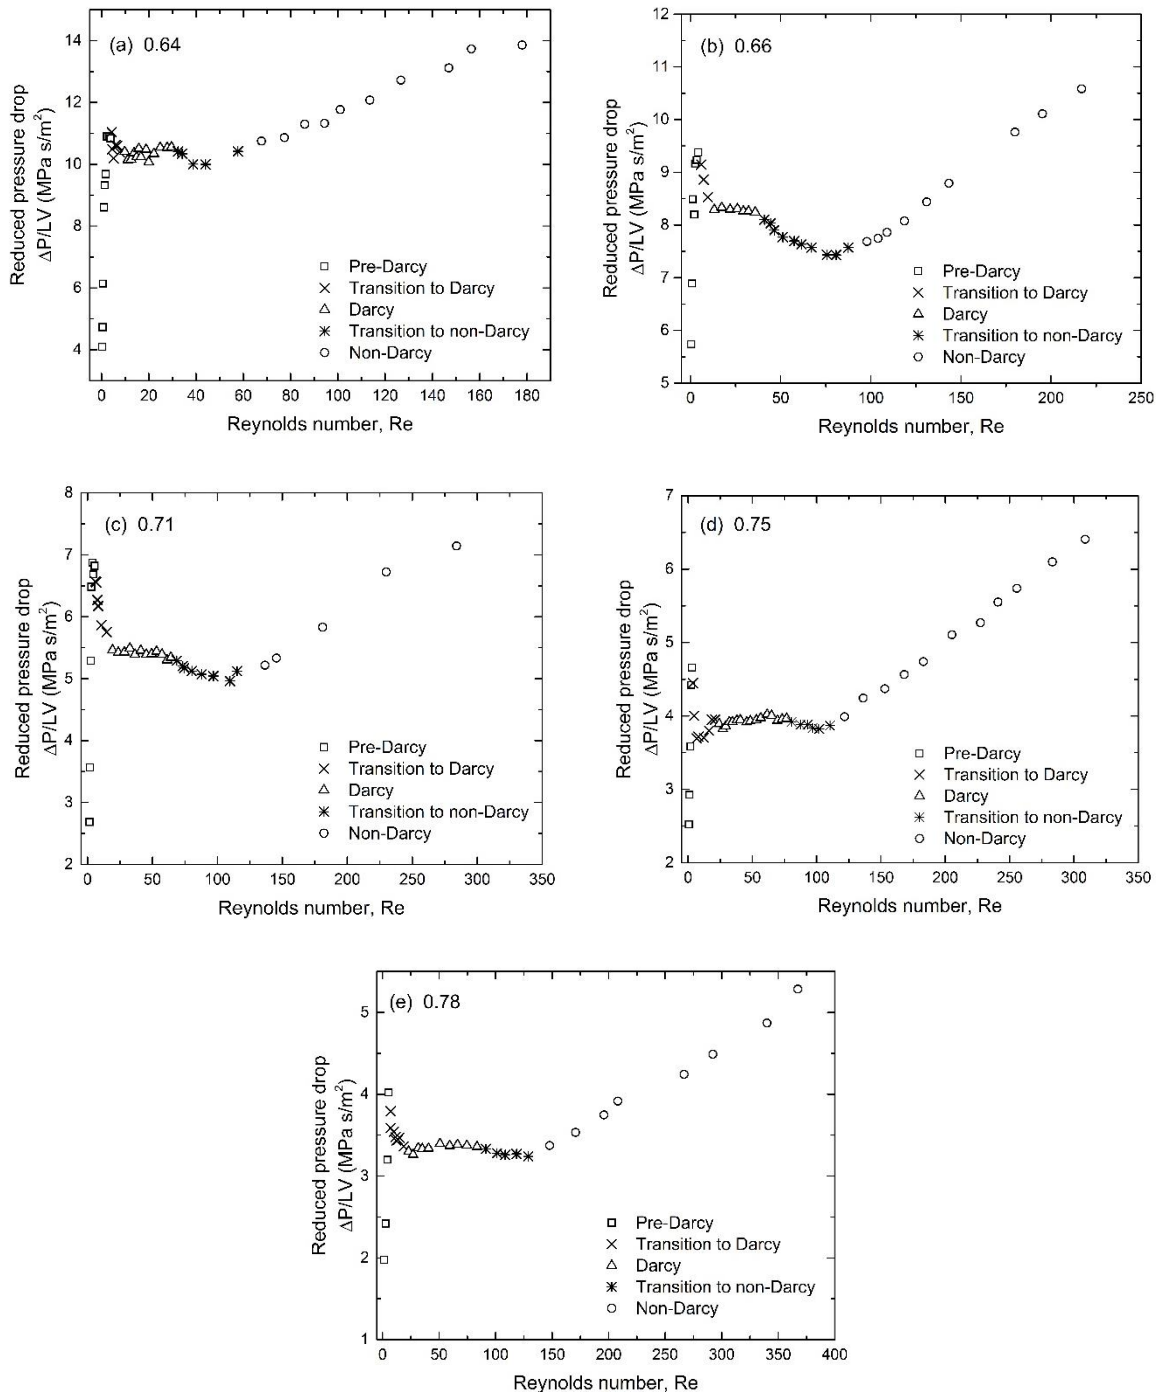 (a) 0.64
Reduced pressure drop
ΔP/LV (MPa s/m²)
14
12
10
8
6
4
Pre-Darcy
Transition to Darcy
Darcy
Transition to non-Darcy
Non-Darcy
0 20 40 60 80 100 120 140 160 180
Reynolds number, Re
(b) 0.66
Reduced pressure drop
ΔP/LV (MPa s/m²)
12
11
10
9
8
7
6
5
Pre-Darcy
Transition to Darcy
Darcy
Transition to non-Darcy
Non-Darcy
0 50 100 150 200 250
Reynolds number, Re
(c) 0.71
Reduced pressure drop
ΔP/LV (MPa s/m²)
8
7
6
5
4
3
2
Pre-Darcy
Transition to Darcy
Darcy
Transition to non-Darcy
Non-Darcy
0 50 100 150 200 250 300 350
Reynolds number, Re
(d) 0.75
Reduced pressure drop
ΔP/LV (MPa s/m²)
7
6
5
4
3
2
Pre-Darcy
Transition to Darcy
Darcy
Transition to non-Darcy
Non-Darcy
0 50 100 150 200 250 300 350
Reynolds number, Re
(e) 0.78
Reduced pressure drop
ΔP/LV (MPa s/m²)
5
4
3
2
1
Pre-Darcy
Transition to Darcy
Darcy
Transition to non-Darcy
Non-Darcy
0 50 100 150 200 250 300 350 400
Reynolds number, Re